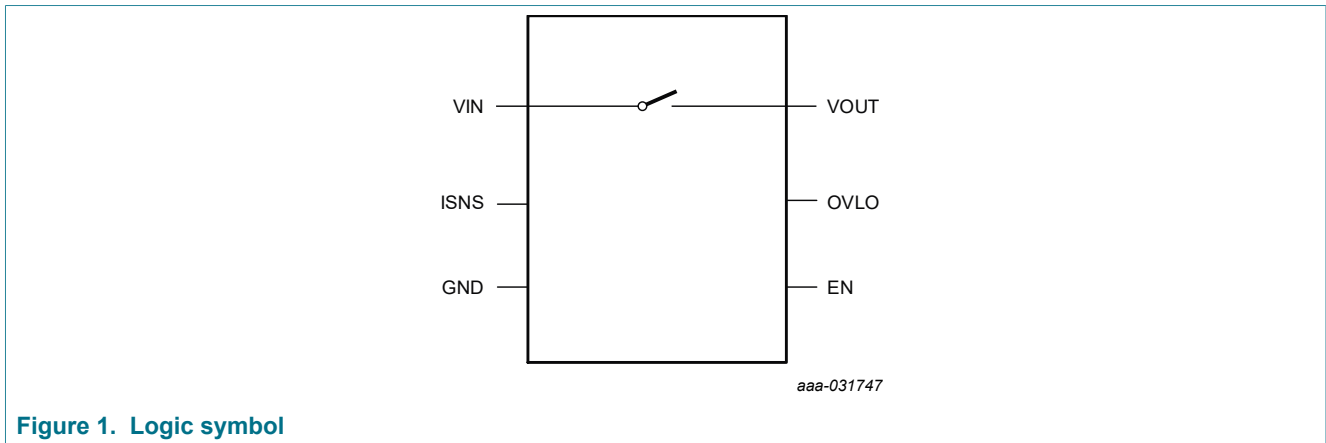 VIN
VOUT
ISNS
OVLO
GND
EN
aaa-031747
Figure 1. Logic symbol